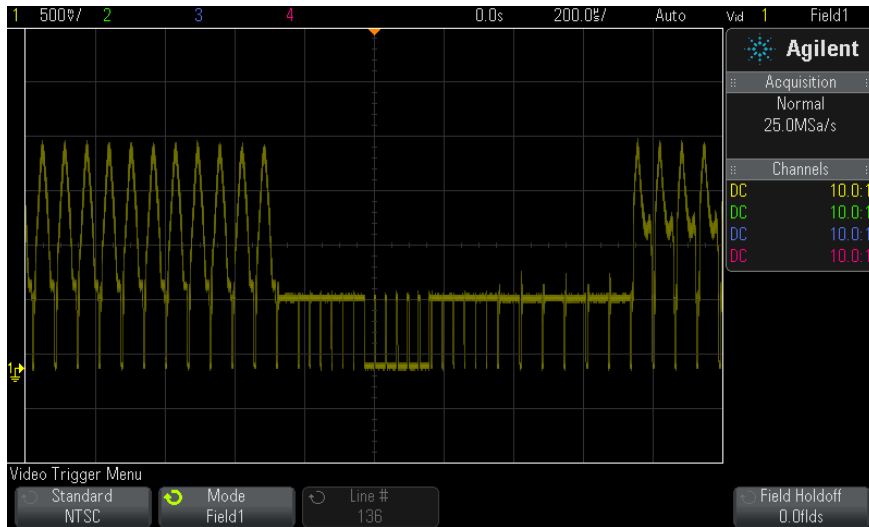 1 500mV/ 2 3 4 0.0s 200.0µs/ Auto Vid 1 Field1
Agilent
Acquisition
Normal
25.0MSa/s
Channels
DC 10.0:1
DC 10.0:1
DC 10.0:1
DC 10.0:1
1
Video Trigger Menu
Standard
NTSC
Mode
Field1
Line #
136
Field Holdoff
0.0flds